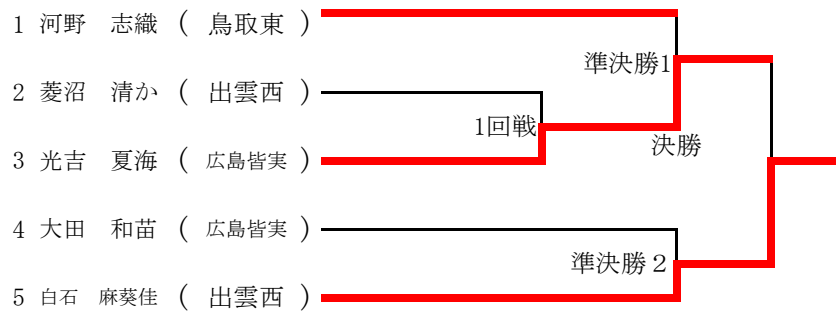 1 河野　志織 ( 鳥取東 )
準決勝1
2 菱沼　清か ( 出雲西 )
1回戦
決勝
3 光吉　夏海 ( 広島皆実 )
4 大田　和苗 ( 広島皆実 )
準決勝２
5 白石　麻葵佳 ( 出雲西 )